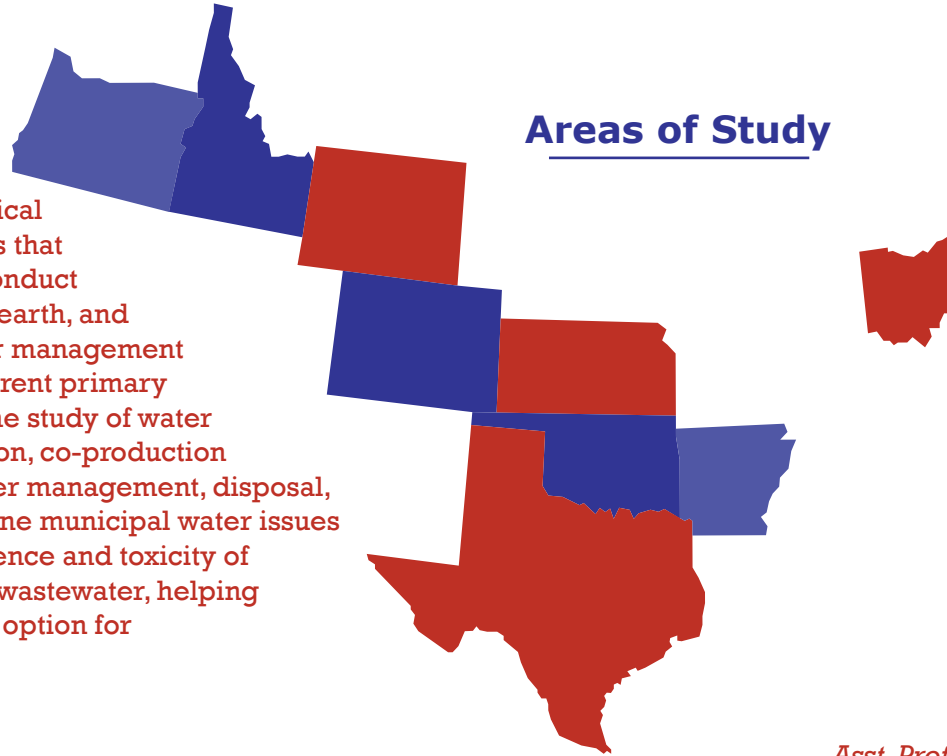 Areas of Study
ical
s that
onduct
earth, and
r management
rent primary
ne study of water
on, co-production
er management, disposal,
ne municipal water issues
ence and toxicity of
wastewater, helping
option for
Asst. Prof